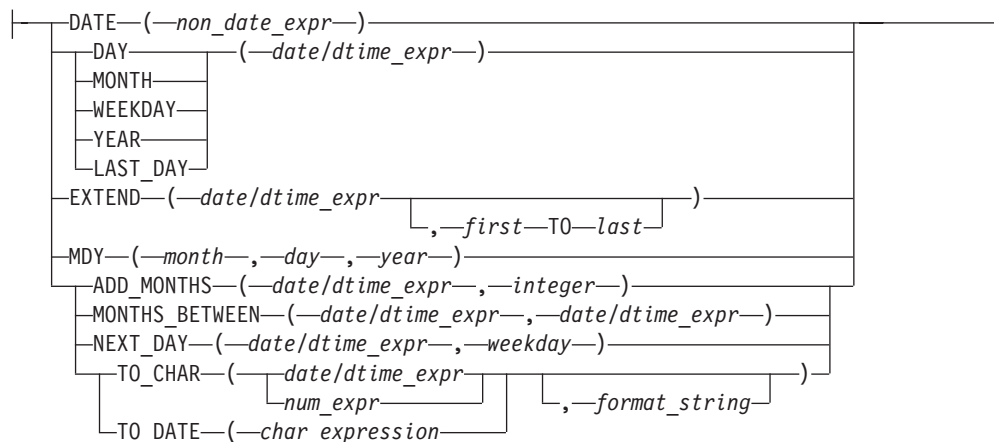 DATE ( non_date_expr )
DAY ( date/dtime_expr )
MONTH
WEEKDAY
YEAR
LAST_DAY
EXTEND ( date/dtime_expr )
, first TO last
MDY ( month , day , year )
ADD_MONTHS ( date/dtime_expr , integer )
MONTHS_BETWEEN ( date/dtime_expr , date/dtime_expr )
NEXT_DAY ( date/dtime_expr , weekday )
TO_CHAR ( date/dtime_expr )
num_expr , format_string
TO_DATE ( char expression